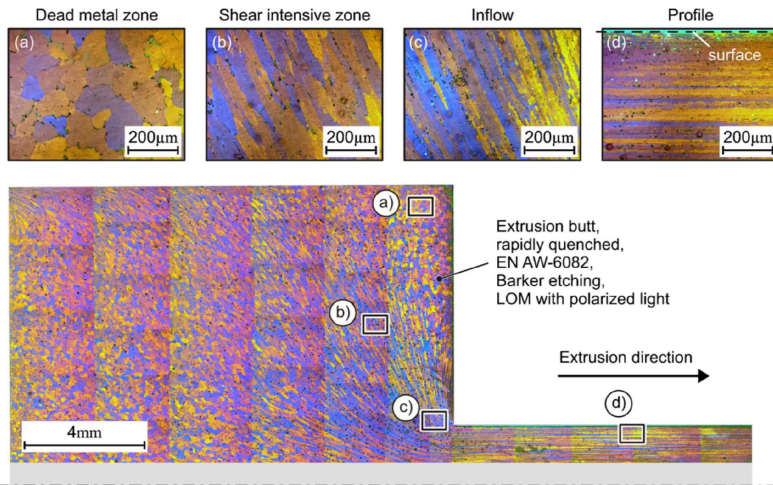 Dead metal zone
Shear intensive zone
Inflow
Profile
(a)
(b)
(c)
(d)
surface
200µm
200µm
200µm
200µm
a)
Extrusion butt,
rapidly quenched,
EN AW-6082,
Barker etching,
LOM with polarized light
b)
Extrusion direction
c)
d)
4mm